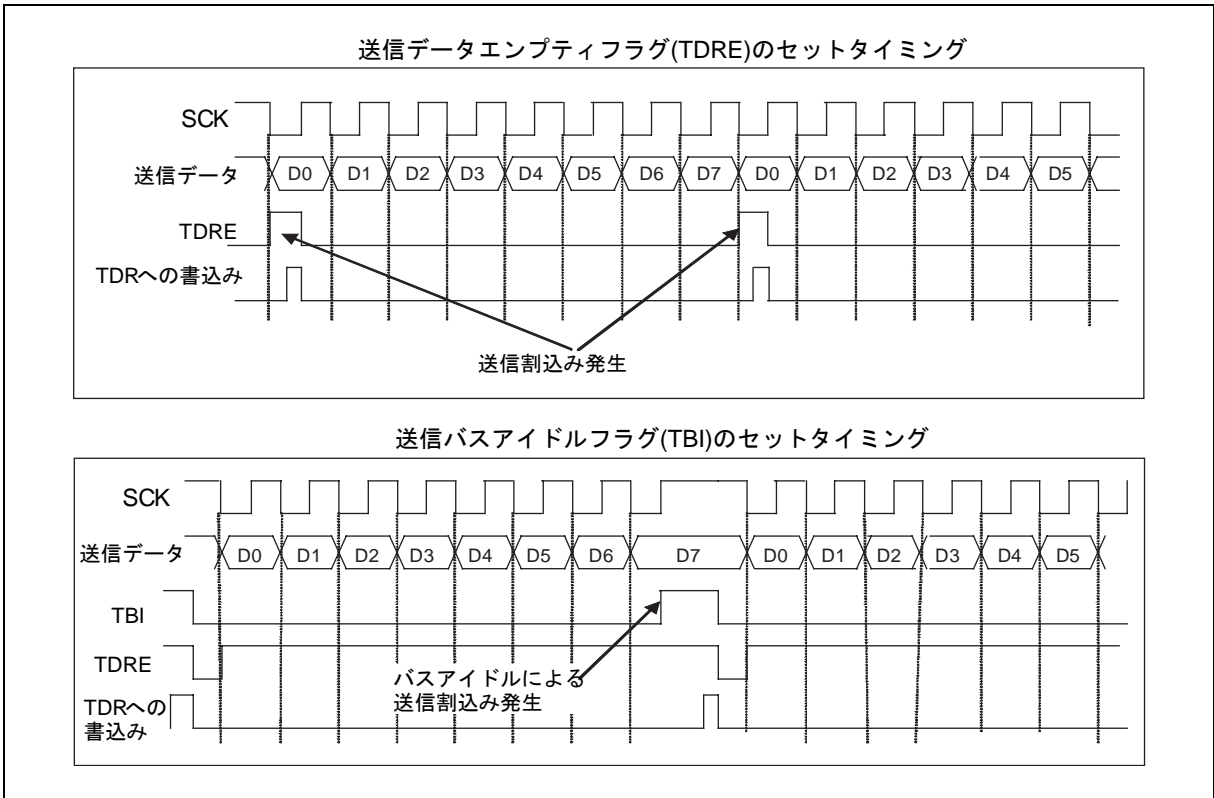 送信データエンプティフラグ(TDRE)のセットタイミング
SCK
送信データ D0 D1 D2 D3 D4 D5 D6 D7 D0 D1 D2 D3 D4 D5
TDRE
TDRへの書込み
送信割込み発生
送信バスアイドルフラグ(TBI)のセットタイミング
SCK
送信データ D0 D1 D2 D3 D4 D5 D6 D7 D0 D1 D2 D3 D4 D5
TBI
TDRE
バスアイドルによる
送信割込み発生
TDRへの
書込み